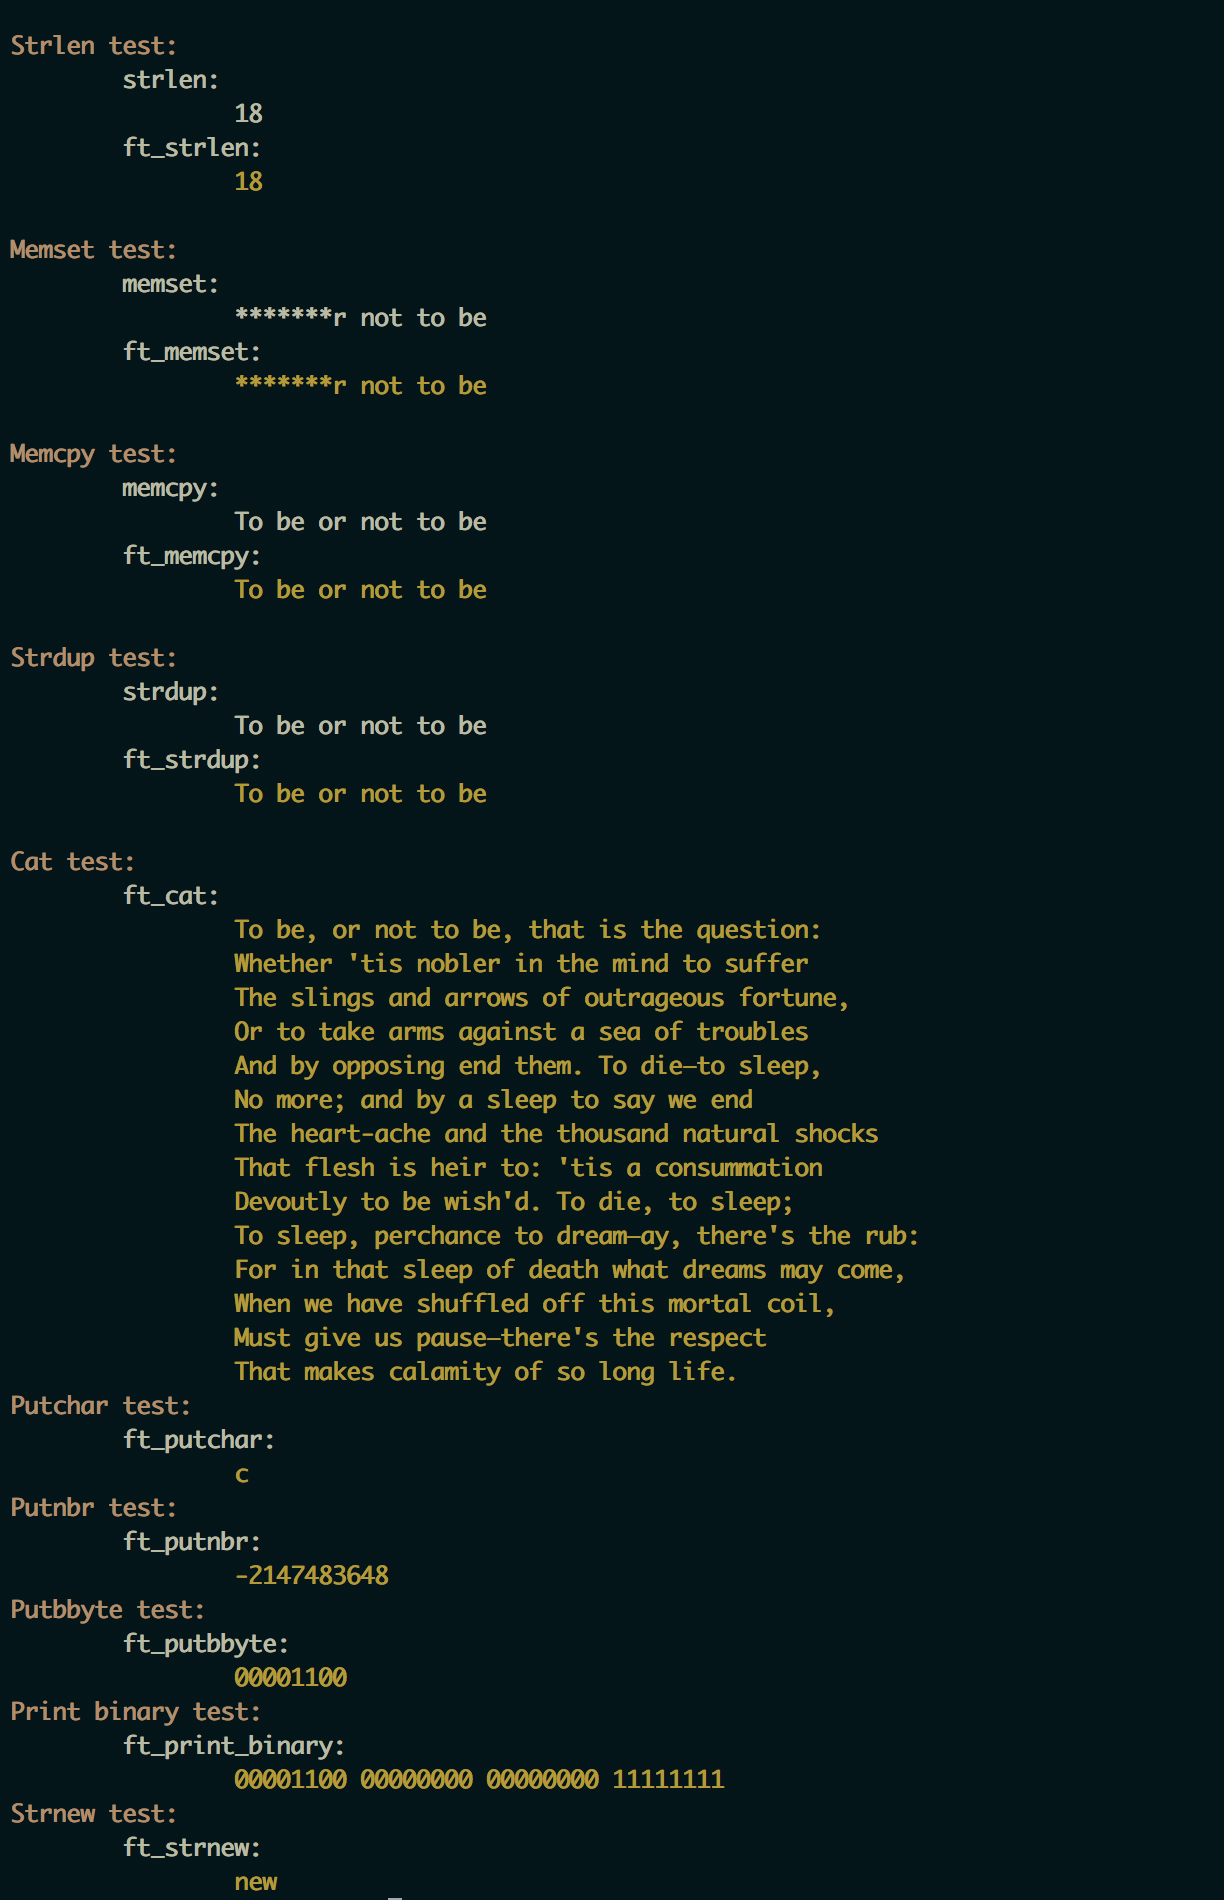 Strlen test:
strlen:
18
ft_strlen:
18
Memset test:
memset:
*******r not to be
ft_memset:
*******r not to be
Memcpy test:
memcpy:
To be or not to be
ft_memcpy:
To be or not to be
Strdup test:
strdup:
To be or not to be
ft_strdup:
To be or not to be
Cat test:
ft_cat:
To be, or not to be, that is the question:
Whether 'tis nobler in the mind to suffer
The slings and arrows of outrageous fortune,
Or to take arms against a sea of troubles
And by opposing end them. To die—to sleep,
No more; and by a sleep to say we end
The heart-ache and the thousand natural shocks
That flesh is heir to: 'tis a consummation
Devoutly to be wish'd. To die, to sleep;
To sleep, perchance to dream—ay, there's the rub:
For in that sleep of death what dreams may come,
When we have shuffled off this mortal coil,
Must give us pause—there's the respect
That makes calamity of so long life.
Putchar test:
ft_putchar:
c
Putnbr test:
ft_putnbr:
-2147483648
Putbbyte test:
ft_putbbyte:
00001100
Print binary test:
ft_print_binary:
00001100 00000000 00000000 11111111
Strnew test:
ft_strnew:
new